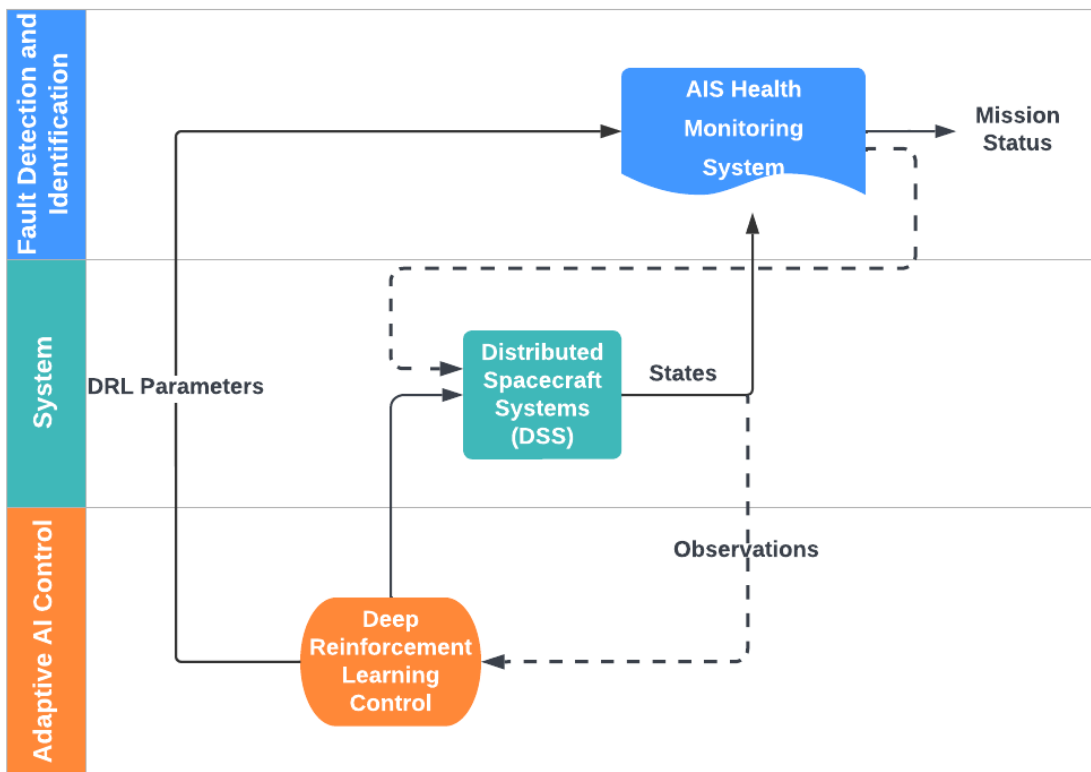 Fault Detection and
Identification
AIS Health
Monitoring
System
Mission
Status
System
DRL Parameters
Distributed
Spacecraft
Systems
(DSS)
States
Adaptive AI Control
Observations
Deep
Reinforcement
Learning
Control